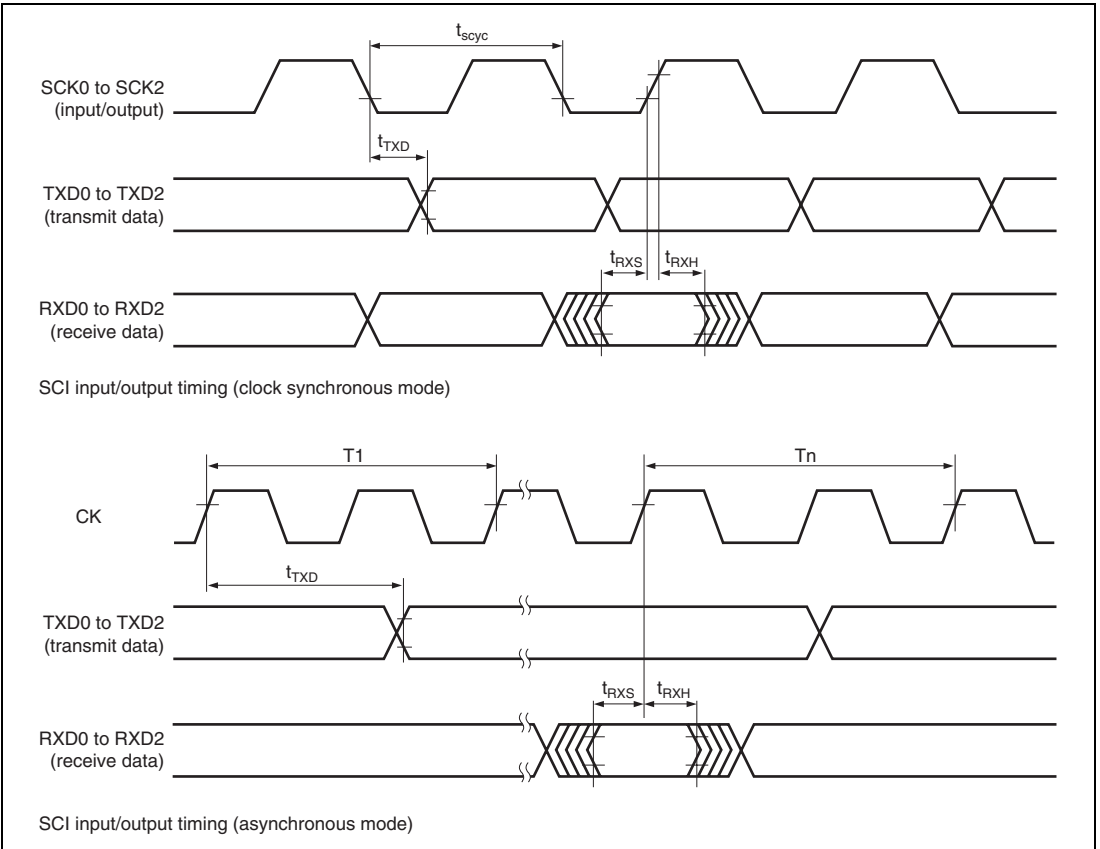 tscyc
SCK0 to SCK2
(input/output)
tTXD
TXD0 to TXD2
(transmit data)
tRXS tRXH
RXD0 to RXD2
(receive data)
SCI input/output timing (clock synchronous mode)
T1 Tn
CK
tTXD
TXD0 to TXD2
(transmit data)
tRXS tRXH
RXD0 to RXD2
(receive data)
SCI input/output timing (asynchronous mode)